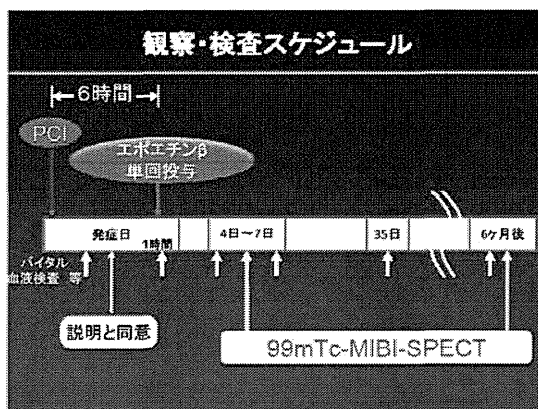 観察・検査スケジュール
6時間
PCI
エポエチンβ
単回投与
発症日
1時間
4日〜7日
35日
6ケ月後
バイタル
血液検査 等
説明と同意
99mTc-MIBI-SPECT